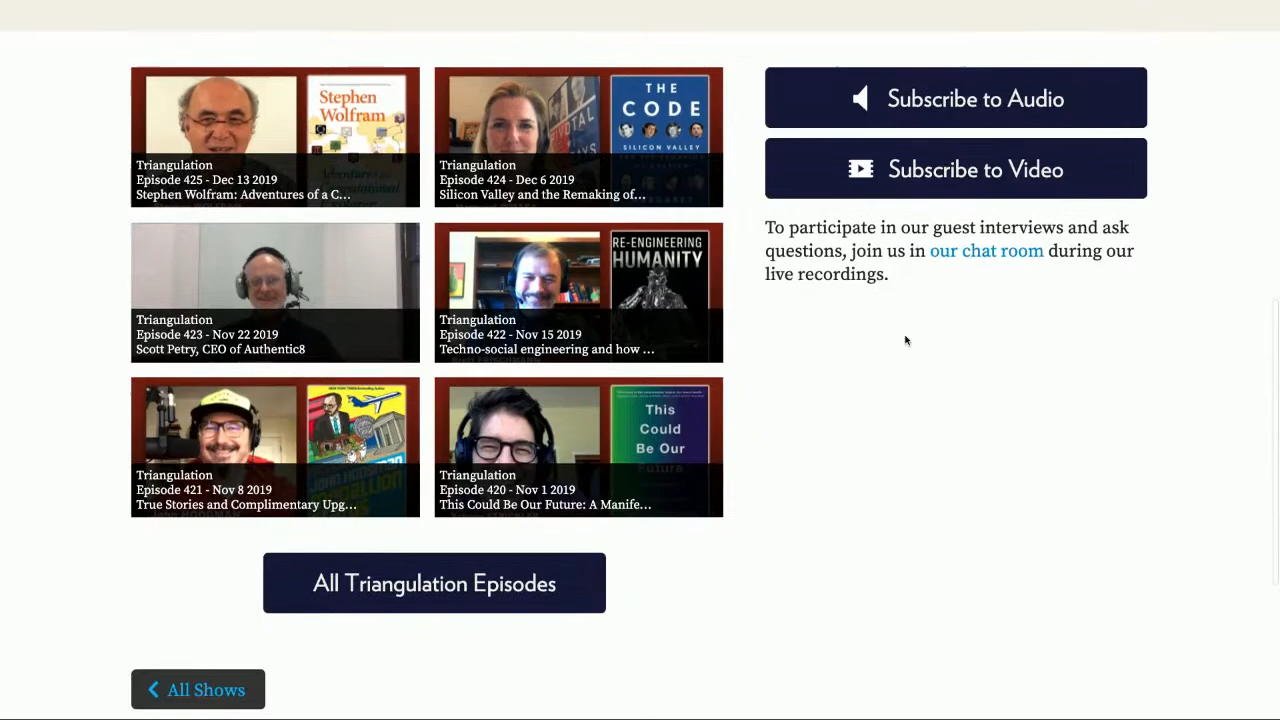 Stephen
Wolfram
Triangulation
Episode 425 - Dec 13 2019
Stephen Wolfram: Adventures of a C...
THE
CODE
SILICON VALLEY
Triangulation
Episode 424 - Dec 6 2019
Silicon Valley and the Remaking of...
Subscribe to Audio
Subscribe to Video
To participate in our guest interviews and ask
questions, join us in our chat room during our
live recordings.
Triangulation
Episode 423 - Nov 22 2019
Scott Petry, CEO of Authentic8
RE-ENGINEERING
HUMANITY
Triangulation
Episode 422 - Nov 15 2019
Techno-social engineering and how ...
Triangulation
Episode 421 - Nov 8 2019
True Stories and Complimentary Upg...
This
Could
Be Our
Future
Triangulation
Episode 420 - Nov 1 2019
This Could Be Our Future: A Manife...
All Triangulation Episodes
All Shows